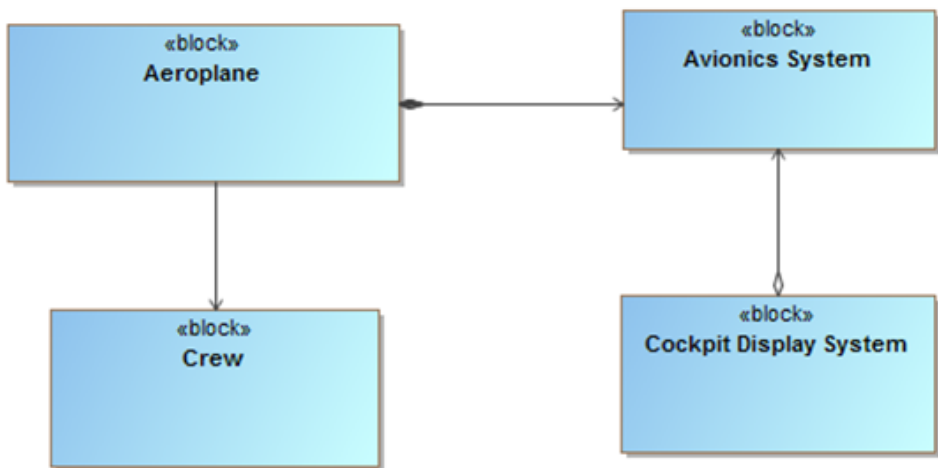 «block»
Aeroplane
«block»
Avionics System
«block»
Crew
«block»
Cockpit Display System